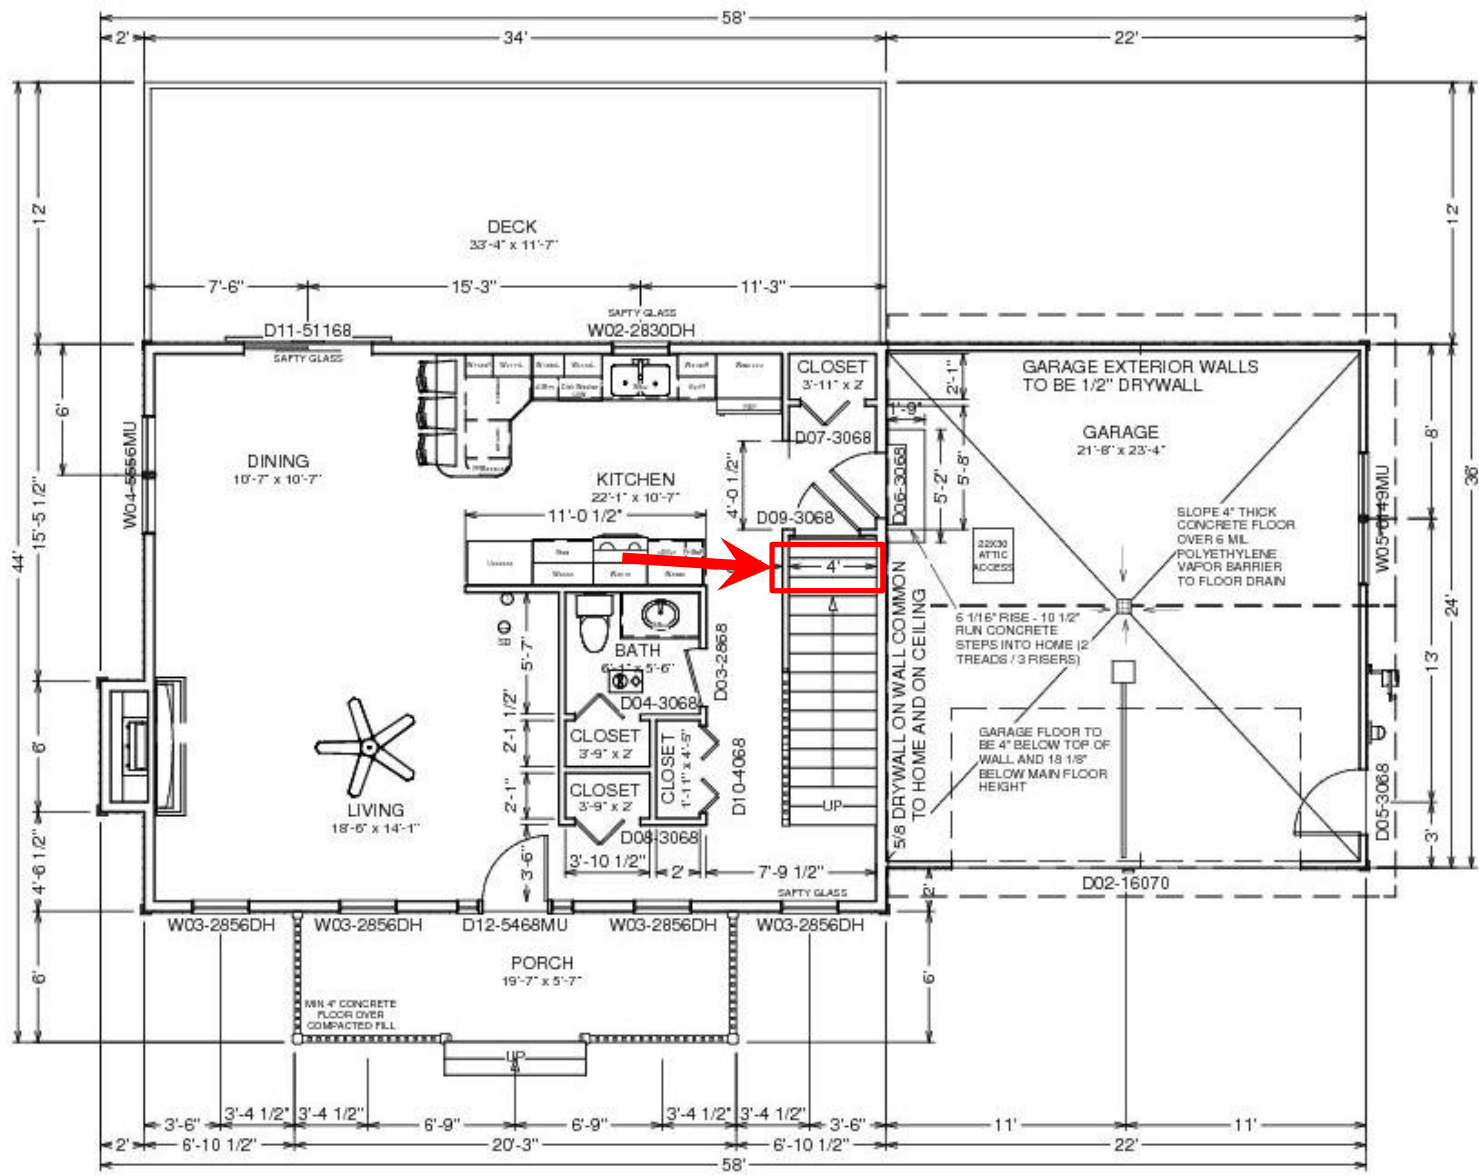 58'
2'
34'
22'
12'
12'
DECK
33'-4" x 11'-7"
7'-6"
15'-3"
11'-3"
SAFTY GLASS
D11-51168
W02-2830DH
SAFTY GLASS
CLOSET
3'-11" x 2'
2'-1"
GARAGE EXTERIOR WALLS
TO BE 1/2" DRYWALL
1'-9"
6'
8'
36'
D07-3068
GARAGE
21'-8" x 23'-4"
DINING
10'-7" x 10'-7"
KITCHEN
22'-1" x 10'-7"
4'-0 1/2"
D06-3068
5'-2"
5'-8"
W04-5556MU
15'-5 1/2"
11'-0 1/2"
D09-3068
SLOPE 4" THICK
CONCRETE FLOOR
OVER 6 MIL
POLYETHYLENE
VAPOR BARRIER
TO FLOOR DRAIN
44'
22X30
ATTIC
ACCESS
4'
24'
6 1/16" RISE - 10 1/2"
RUN CONCRETE
STEPS INTO HOME (2
TREADS / 3 RISERS)
5'-7"
BATH
6'-1" x 5'-6"
D03-2868
D04-3068
13'
5/8 DRYWALL ON WALL COMMON
TO HOME AND ON CEILING
6'
2'-1 1/2"
CLOSET
3'-9" x 2'
CLOSET
1'-11" x 4'-5"
D10-4068
GARAGE FLOOR TO
BE 4" BELOW TOP OF
WALL AND 18 1/8"
BELOW MAIN FLOOR
HEIGHT
2'-1"
CLOSET
3'-9" x 2'
UP
LIVING
18'-6" x 14'-1"
D08-3068
D05-3068
3'
4'-6 1/2"
3'-6"
3'-10 1/2"
2'
7'-9 1/2"
SAFTY GLASS
2'
D02-16070
W03-2856DH
W03-2856DH
D12-5468MU
W03-2856DH
W03-2856DH
6'
PORCH
19'-7" x 5'-7"
6'
MIN 4" CONCRETE
FLOOR OVER
COMPACTED FILL
UP
3'-6"
3'-4 1/2"
3'-4 1/2"
6'-9"
6'-9"
3'-4 1/2"
3'-4 1/2"
3'-6"
11'
11'
2'
6'-10 1/2"
20'-3"
6'-10 1/2"
22'
58'